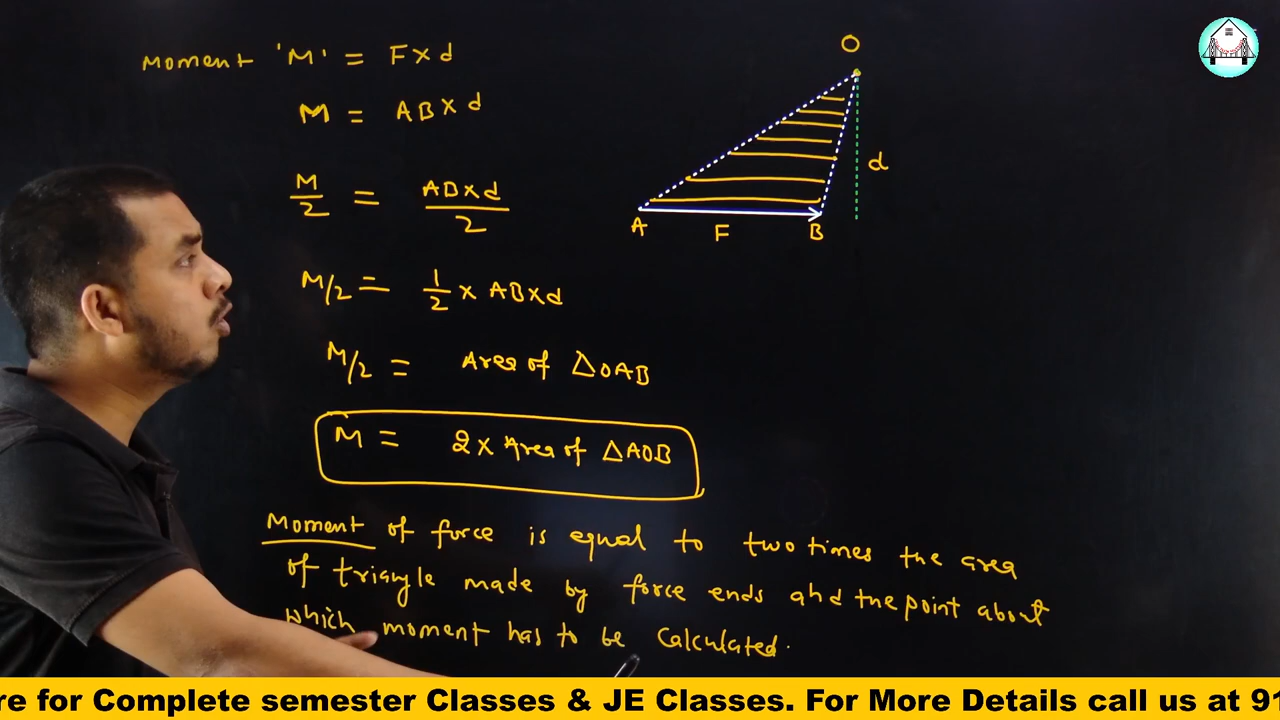 Moment 'M' = F×d
M = AB×d
M/2 = AB×d/2
M/2 = 1/2 × AB×d
M/2 = Area of △OAB
M = 2× Area of △AOB
Moment of force is equal to two times the area
of triangle made by force ends and the point about
which moment has to be calculated.
O
d
A F B
re for Complete semester Classes & JE Classes. For More Details call us at 91